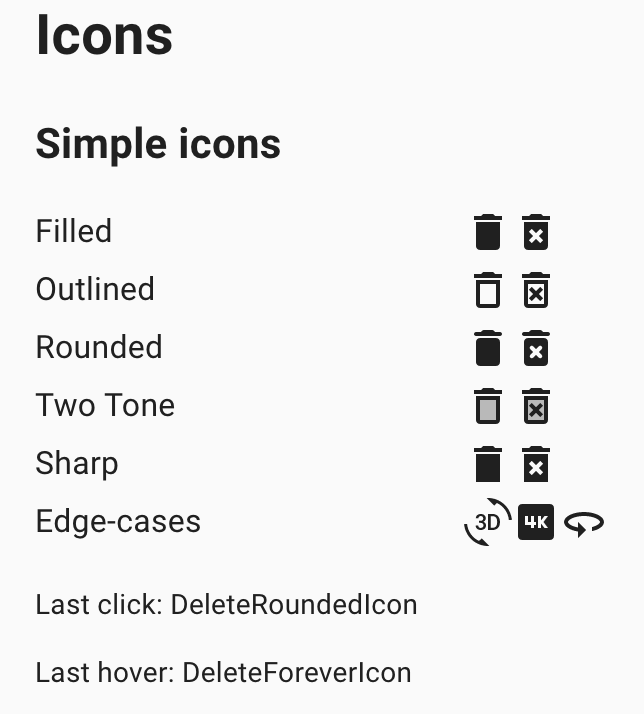 Icons
Simple icons
Filled
Outlined
Rounded
Two Tone
Sharp
Edge-cases 3D 4K
Last click: DeleteRoundedIcon
Last hover: DeleteForeverIcon